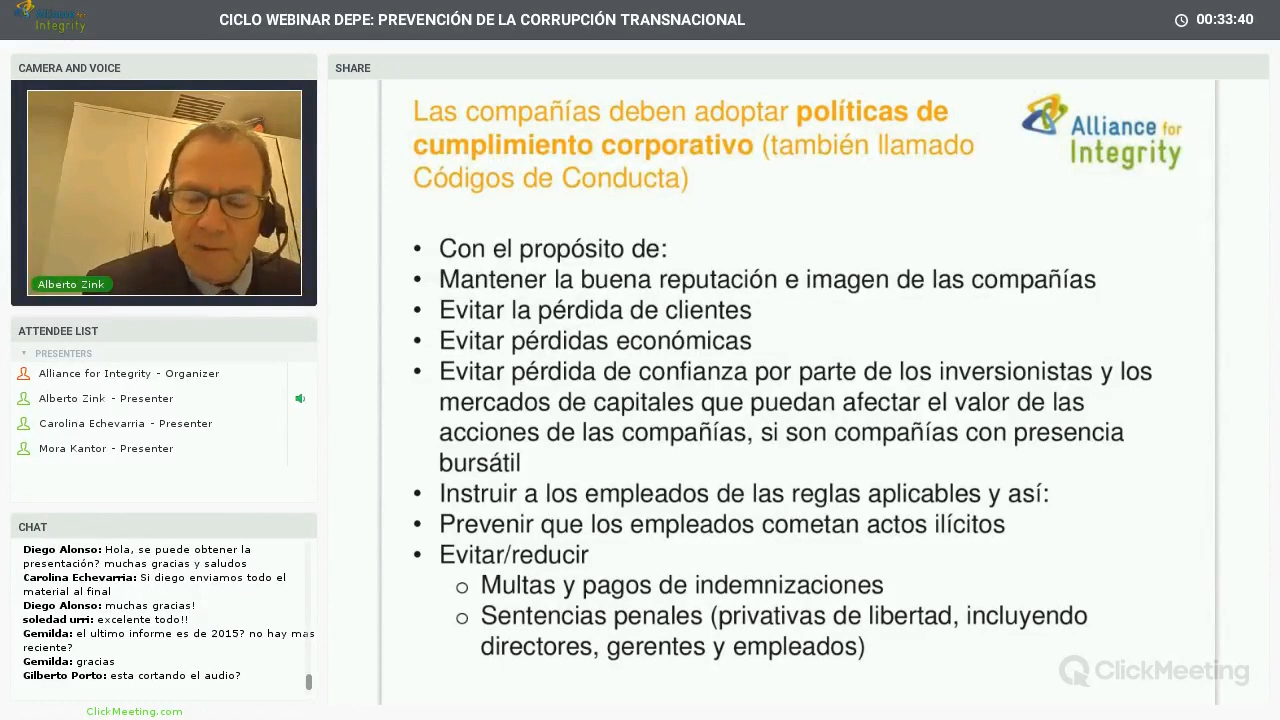 Alliance for
Integrity
CICLO WEBINAR DEPE: PREVENCIÓN DE LA CORRUPCIÓN TRANSNACIONAL
00:33:40
CAMERA AND VOICE
Alberto Zink
ATTENDEE LIST
PRESENTERS
Alliance for Integrity - Organizer
Alberto Zink - Presenter
Carolina Echevarria - Presenter
Mora Kantor - Presenter
CHAT
Diego Alonso: Hola, se puede obtener la
presentación? muchas gracias y saludos
Carolina Echevarria: Si diego enviamos todo el
material al final
Diego Alonso: muchas gracias!
soledad urri: excelente todo!!
Gemilda: el ultimo informe es de 2015? no hay mas
reciente?
Gemilda: gracias
Gilberto Porto: esta cortando el audio?
ClickMeeting.com
SHARE
Las compañías deben adoptar políticas de
cumplimiento corporativo (también llamado
Códigos de Conducta)
Alliance for
Integrity
• Con el propósito de:
• Mantener la buena reputación e imagen de las compañías
• Evitar la pérdida de clientes
• Evitar pérdidas económicas
• Evitar pérdida de confianza por parte de los inversionistas y los
mercados de capitales que puedan afectar el valor de las
acciones de las compañías, si son compañías con presencia
bursátil
• Instruir a los empleados de las reglas aplicables y así:
• Prevenir que los empleados cometan actos ilícitos
• Evitar/reducir
o Multas y pagos de indemnizaciones
o Sentencias penales (privativas de libertad, incluyendo
directores, gerentes y empleados)
ClickMeeting